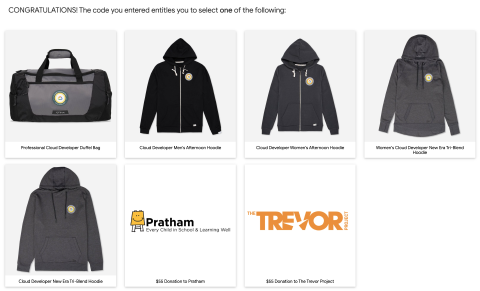 CONGRATULATIONS! The code you entered entitles you to select one of the following:
Professional Cloud Developer Duffel Bag
Cloud Developer Men's Afternoon Hoodie
Cloud Developer Women's Afternoon Hoodie
Women's Cloud Developer New Era Tri-Blend
Hoodie
Cloud Developer New Era Tri-Blend Hoodie
Pratham
Every Child in School & Learning Well
$55 Donation to Pratham
THE TREVOR PROJECT
$55 Donation to The Trevor Project